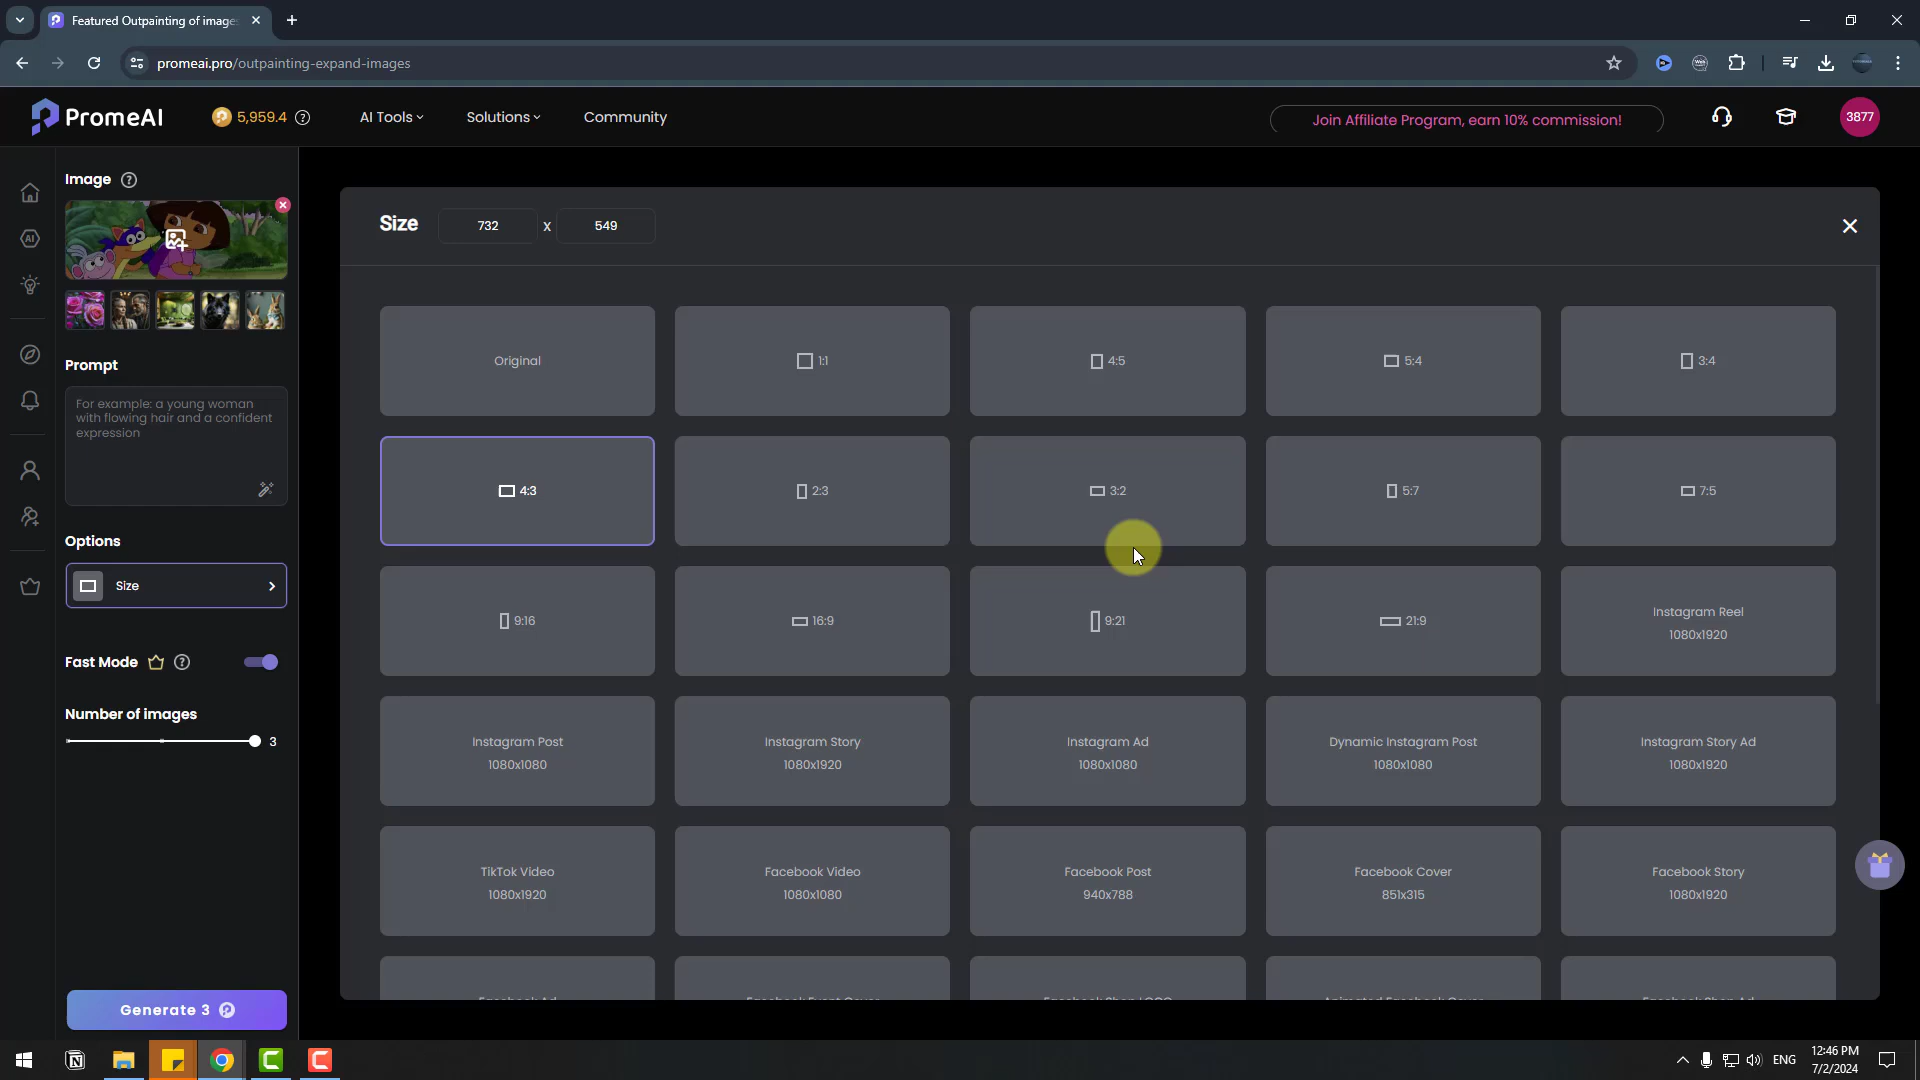 Featured Outpainting of image
promeai.pro/outpainting-expand-images
PromeAI
5,959.4
AI Tools
Solutions
Community
Join Affiliate Program, earn 10% commission!
3877
Image
Prompt
For example: a young woman
with flowing hair and a confident
expression
Options
Size
Fast Mode
Number of images
3
Generate 3
Size
732
x
549
Original
1:1
4:5
5:4
3:4
4:3
2:3
3:2
5:7
7:5
9:16
16:9
9:21
21:9
Instagram Reel
1080x1920
Instagram Post
1080x1080
Instagram Story
1080x1920
Instagram Ad
1080x1080
Dynamic Instagram Post
1080x1080
Instagram Story Ad
1080x1920
TikTok Video
1080x1920
Facebook Video
1080x1080
Facebook Post
940x788
Facebook Cover
851x315
Facebook Story
1080x1920
ENG
12:46 PM
7/2/2024